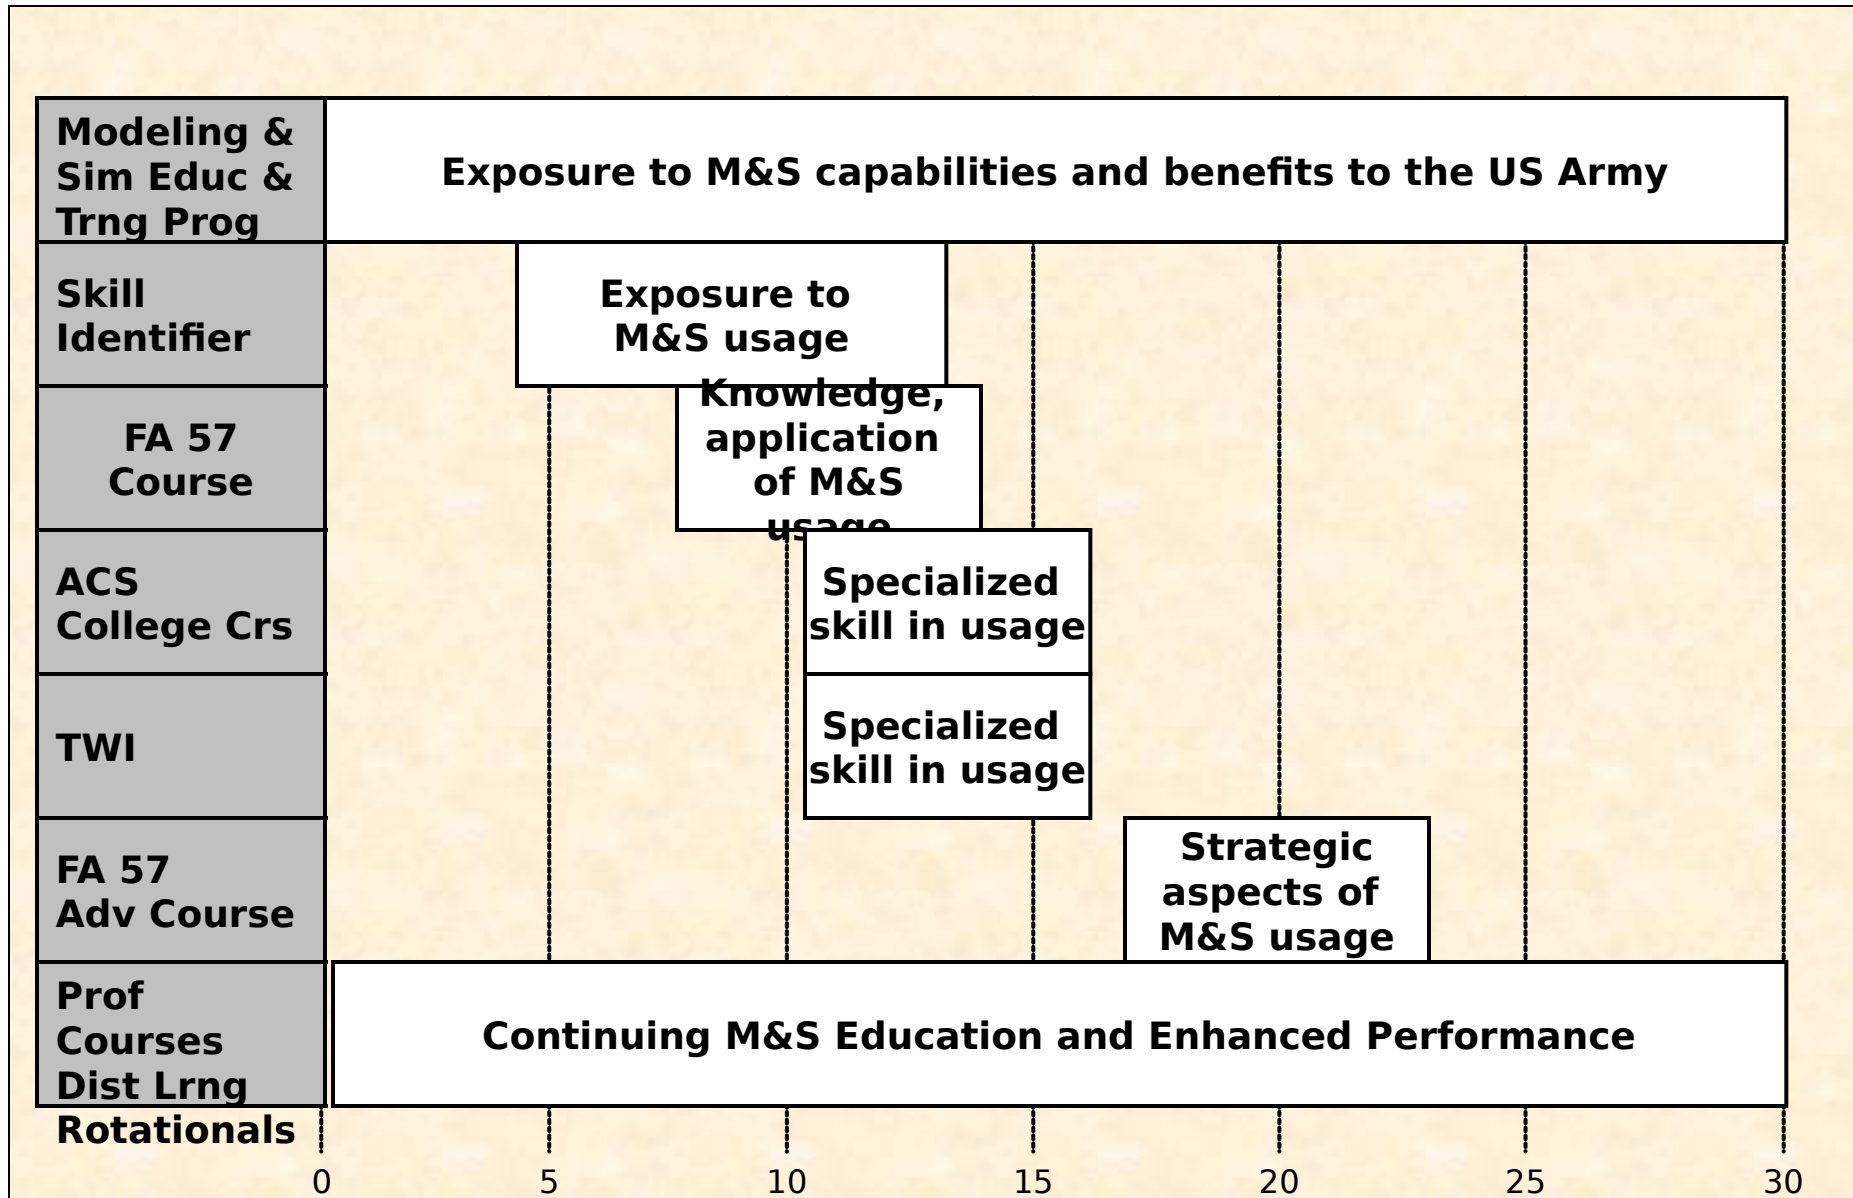 Modeling &
Sim Educ &
Trng Prog
Exposure to M&S capabilities and benefits to the US Army
Skill
Identifier
Exposure to
M&S usage
FA 57
Course
Knowledge,
application
of M&S
usage
ACS
College Crs
Specialized
skill in usage
TWI
Specialized
skill in usage
FA 57
Adv Course
Strategic
aspects of
M&S usage
Prof
Courses
Dist Lrng
Rotationals
Continuing M&S Education and Enhanced Performance
0 5 10 15 20 25 30